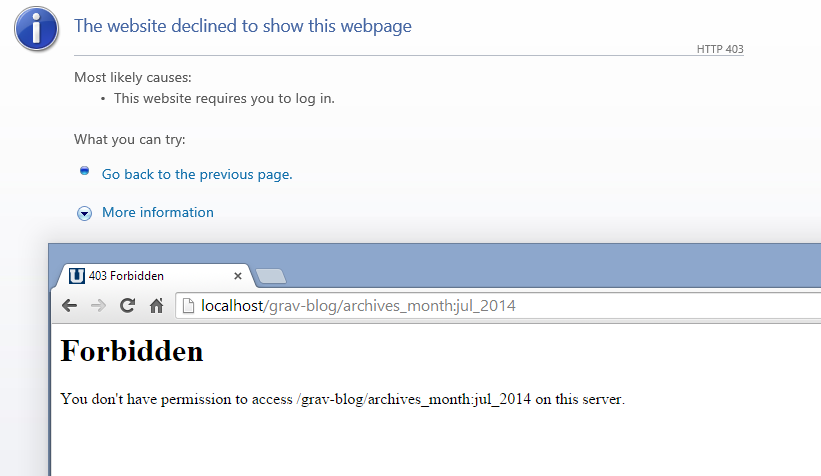 The website declined to show this webpage
HTTP 403
Most likely causes:
• This website requires you to log in.
What you can try:
Go back to the previous page.
More information
403 Forbidden
localhost/grav-blog/archives_month:jul_2014
Forbidden
You don't have permission to access /grav-blog/archives_month:jul_2014 on this server.